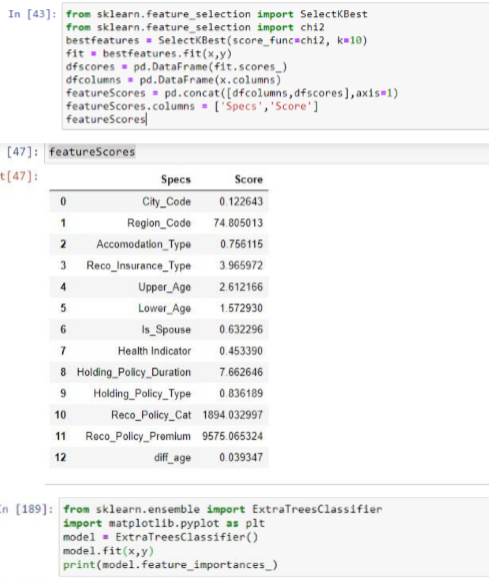 In [43]: from sklearn.feature_selection import SelectKBest
from sklearn.feature_selection import chi2
bestfeatures = SelectKBest(score_func=chi2, k=10)
fit = bestfeatures.fit(x,y)
dfscores = pd.DataFrame(fit.scores_)
dfcolumns = pd.DataFrame(x.columns)
featureScores = pd.concat([dfcolumns,dfscores],axis=1)
featureScores.columns = ['Specs','Score']
featureScores
[47]: featureScores
t[47]:
Specs Score
0 City_Code 0.122643
1 Region_Code 74.805013
2 Accomodation_Type 0.756115
3 Reco_Insurance_Type 3.965972
4 Upper_Age 2.612166
5 Lower_Age 1.572930
6 Is_Spouse 0.632296
7 Health Indicator 0.453390
8 Holding_Policy_Duration 7.662646
9 Holding_Policy_Type 0.836189
10 Reco_Policy_Cat 1894.032997
11 Reco_Policy_Premium 9575.065324
12 diff_age 0.039347
In [189]: from sklearn.ensemble import ExtraTreesClassifier
import matplotlib.pyplot as plt
model = ExtraTreesClassifier()
model.fit(x,y)
print(model.feature_importances_)